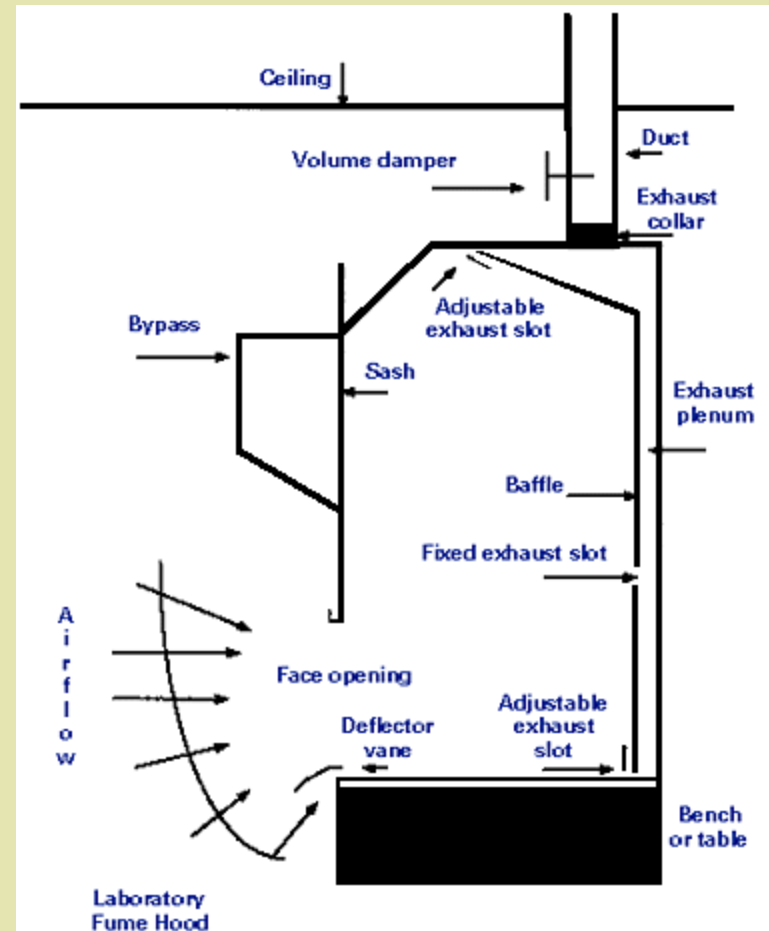 Ceiling
Duct
Volume damper
Exhaust
collar
Adjustable
exhaust slot
Bypass
Sash
Exhaust
plenum
Baffle
Fixed exhaust slot
Airflow
Face opening
Adjustable
exhaust
slot
Deflector
vane
Bench
or table
Laboratory
Fume Hood